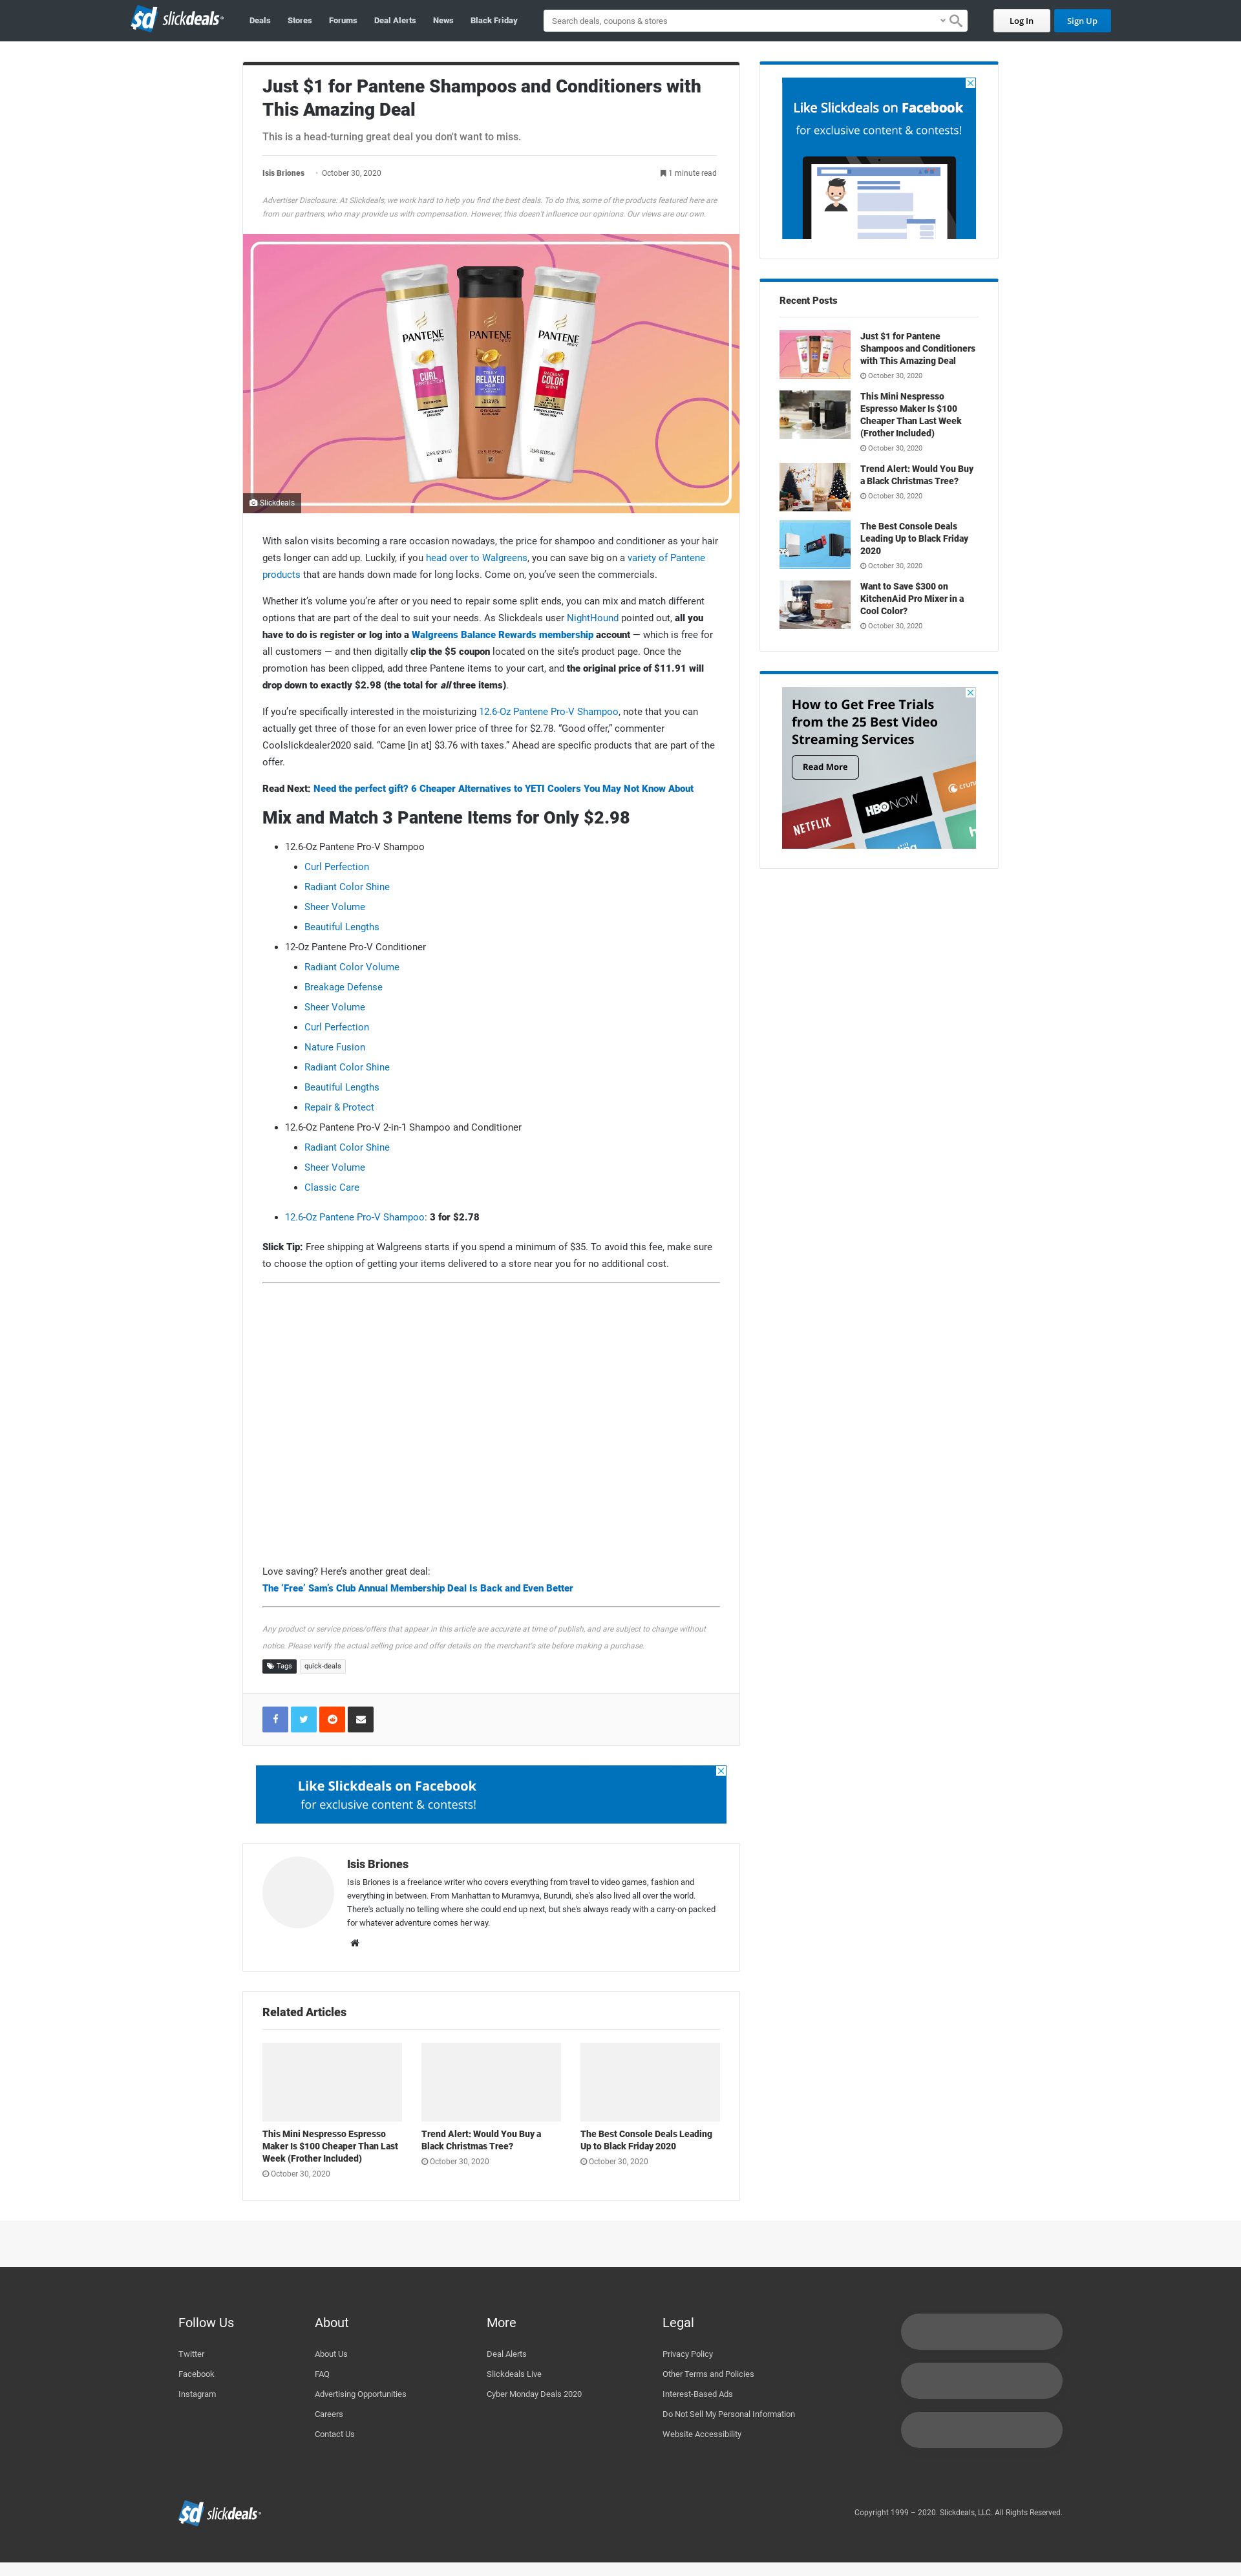 slickdeals
Deals Stores Forums Deal Alerts News Black Friday
Search deals, coupons & stores
Log In
Sign Up
Just $1 for Pantene Shampoos and Conditioners with
This Amazing Deal
This is a head-turning great deal you don't want to miss.
Isis Briones · October 30, 2020
1 minute read
Advertiser Disclosure: At Slickdeals, we work hard to help you find the best deals. To do this, some of the products featured here are
from our partners, who may provide us with compensation. However, this doesn't influence our opinions. Our views are our own.
PANTENE
PRO-V
CURL
PERFECTION
SHAMPOO
PANTENE
PRO-V
TRULY
RELAXED
HAIR
PANTENE
PRO-V
RADIANT
COLOR
SHINE
2 in 1
Slickdeals
With salon visits becoming a rare occasion nowadays, the price for shampoo and conditioner as your hair
gets longer can add up. Luckily, if you head over to Walgreens, you can save big on a variety of Pantene
products that are hands down made for long locks. Come on, you’ve seen the commercials.
Whether it’s volume you’re after or you need to repair some split ends, you can mix and match different
options that are part of the deal to suit your needs. As Slickdeals user NightHound pointed out, all you
have to do is register or log into a Walgreens Balance Rewards membership account — which is free for
all customers — and then digitally clip the $5 coupon located on the site’s product page. Once the
promotion has been clipped, add three Pantene items to your cart, and the original price of $11.91 will
drop down to exactly $2.98 (the total for all three items).
If you’re specifically interested in the moisturizing 12.6-Oz Pantene Pro-V Shampoo, note that you can
actually get three of those for an even lower price of three for $2.78. “Good offer,” commenter
Coolslickdealer2020 said. “Came [in at] $3.76 with taxes.” Ahead are specific products that are part of the
offer.
Read Next: Need the perfect gift? 6 Cheaper Alternatives to YETI Coolers You May Not Know About
Mix and Match 3 Pantene Items for Only $2.98
12.6-Oz Pantene Pro-V Shampoo
Curl Perfection
Radiant Color Shine
Sheer Volume
Beautiful Lengths
12-Oz Pantene Pro-V Conditioner
Radiant Color Volume
Breakage Defense
Sheer Volume
Curl Perfection
Nature Fusion
Radiant Color Shine
Beautiful Lengths
Repair & Protect
12.6-Oz Pantene Pro-V 2-in-1 Shampoo and Conditioner
Radiant Color Shine
Sheer Volume
Classic Care
12.6-Oz Pantene Pro-V Shampoo: 3 for $2.78
Slick Tip: Free shipping at Walgreens starts if you spend a minimum of $35. To avoid this fee, make sure
to choose the option of getting your items delivered to a store near you for no additional cost.
Love saving? Here’s another great deal:
The ‘Free’ Sam’s Club Annual Membership Deal Is Back and Even Better
Any product or service prices/offers that appear in this article are accurate at time of publish, and are subject to change without
notice. Please verify the actual selling price and offer details on the merchant's site before making a purchase.
Tags quick-deals
Like Slickdeals on Facebook
for exclusive content & contests!
Isis Briones
Isis Briones is a freelance writer who covers everything from travel to video games, fashion and
everything in between. From Manhattan to Muramvya, Burundi, she's also lived all over the world.
There's actually no telling where she could end up next, but she's always ready with a carry-on packed
for whatever adventure comes her way.
Related Articles
This Mini Nespresso Espresso
Maker Is $100 Cheaper Than Last
Week (Frother Included)
October 30, 2020
Trend Alert: Would You Buy a
Black Christmas Tree?
October 30, 2020
The Best Console Deals Leading
Up to Black Friday 2020
October 30, 2020
Like Slickdeals on Facebook
for exclusive content & contests!
Recent Posts
Just $1 for Pantene
Shampoos and Conditioners
with This Amazing Deal
October 30, 2020
This Mini Nespresso
Espresso Maker Is $100
Cheaper Than Last Week
(Frother Included)
October 30, 2020
Trend Alert: Would You Buy
a Black Christmas Tree?
October 30, 2020
The Best Console Deals
Leading Up to Black Friday
2020
October 30, 2020
Want to Save $300 on
KitchenAid Pro Mixer in a
Cool Color?
October 30, 2020
How to Get Free Trials
from the 25 Best Video
Streaming Services
Read More
NETFLIX
HBO NOW
Follow Us
Twitter
Facebook
Instagram
About
About Us
FAQ
Advertising Opportunities
Careers
Contact Us
More
Deal Alerts
Slickdeals Live
Cyber Monday Deals 2020
Legal
Privacy Policy
Other Terms and Policies
Interest-Based Ads
Do Not Sell My Personal Information
Website Accessibility
slickdeals
Copyright 1999 – 2020. Slickdeals, LLC. All Rights Reserved.